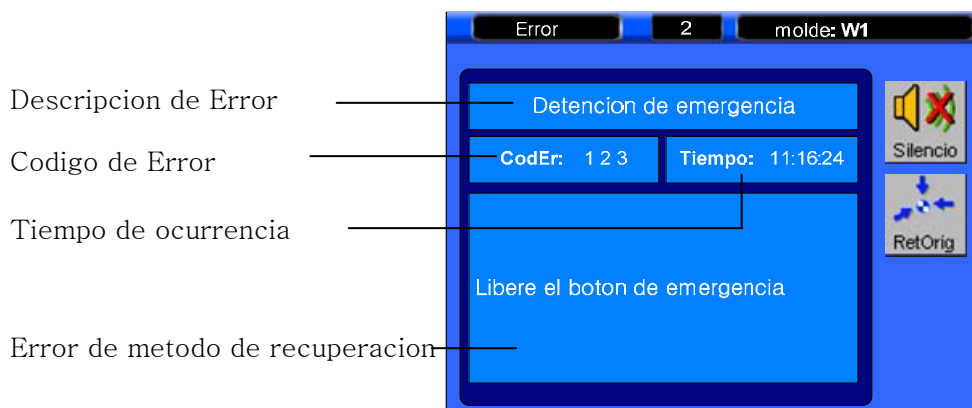 Error 2 molde: W1
Descripcion de Error
Detencion de emergencia
Codigo de Error
CodEr: 1 2 3 Tiempo: 11:16:24
Silencio
Tiempo de ocurrencia
RetOrig
Libere el boton de emergencia
Error de metodo de recuperacion